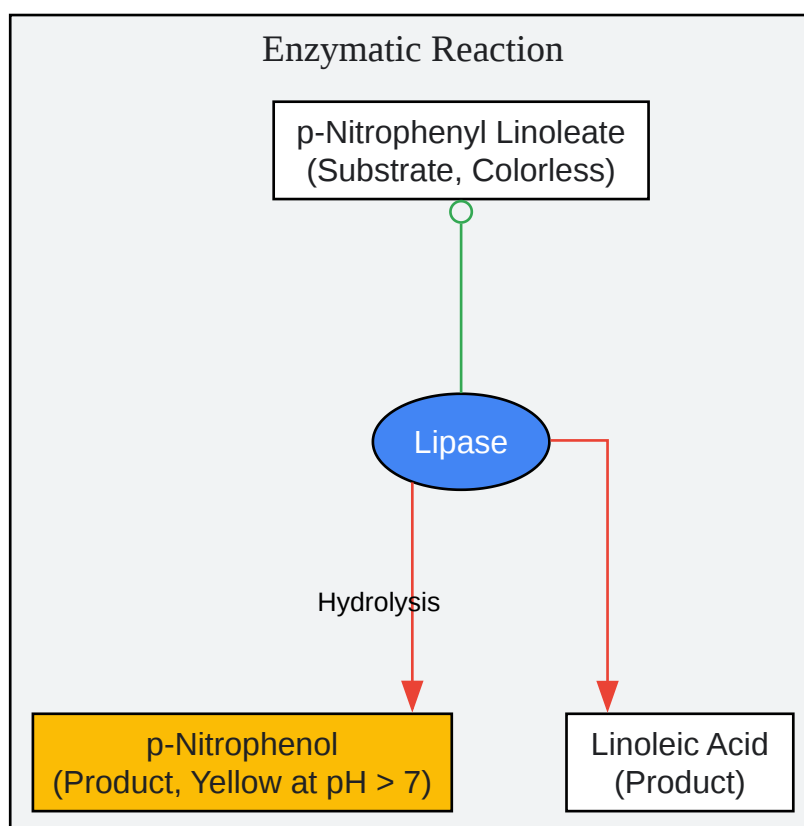 Enzymatic Reaction
p-Nitrophenyl Linoleate
(Substrate, Colorless)
Lipase
Hydrolysis
p-Nitrophenol
(Product, Yellow at pH > 7)
Linoleic Acid
(Product)